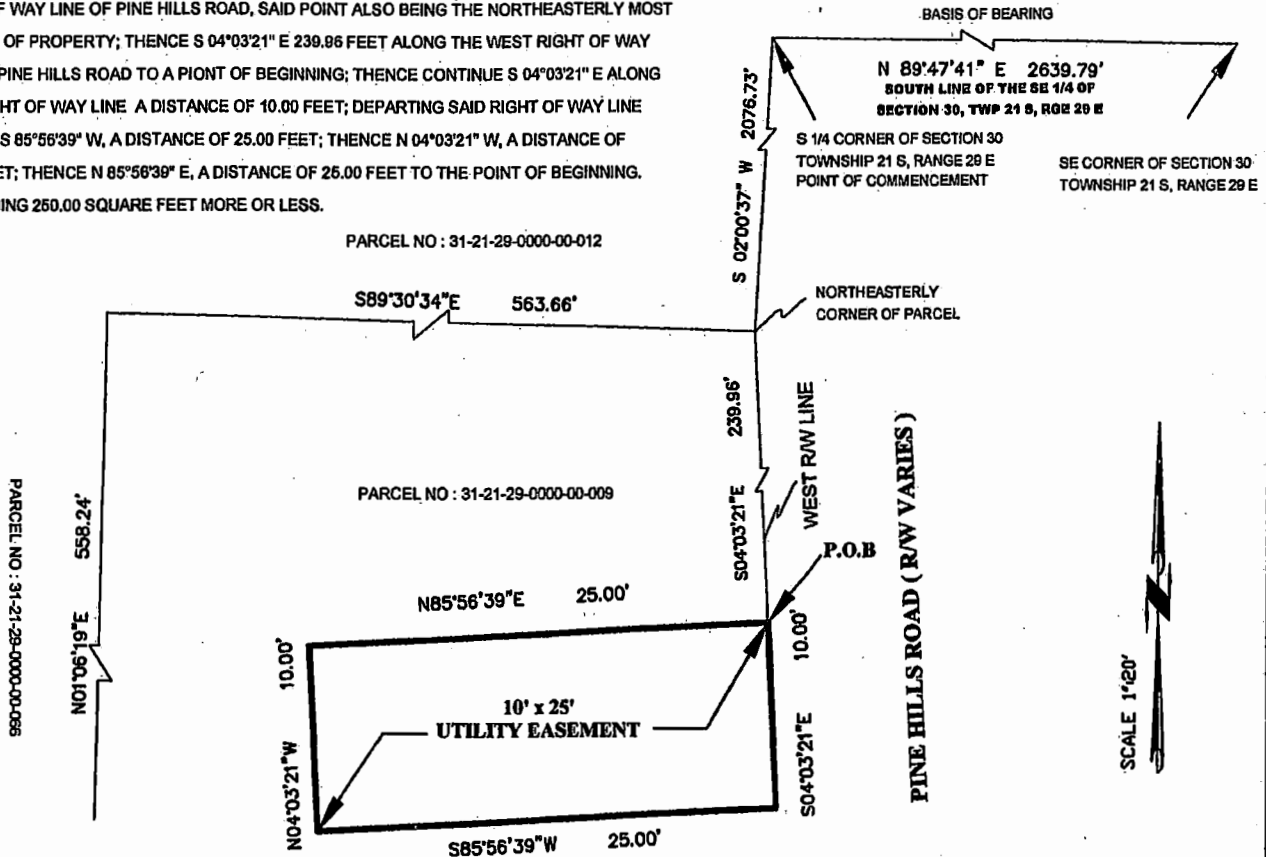 F WAY LINE OF PINE HILLS ROAD, SAID POINT ALSO BEING THE NORTHEASTERLY MOST
OF PROPERTY; THENCE S 04°03'21" E 239.96 FEET ALONG THE WEST RIGHT OF WAY
PINE HILLS ROAD TO A PIONT OF BEGINNING; THENCE CONTINUE S 04°03'21" E ALONG
HT OF WAY LINE A DISTANCE OF 10.00 FEET; DEPARTING SAID RIGHT OF WAY LINE
S 85°56'39" W, A DISTANCE OF 25.00 FEET; THENCE N 04°03'21" W, A DISTANCE OF
ET; THENCE N 85°56'39" E, A DISTANCE OF 25.00 FEET TO THE POINT OF BEGINNING.
ING 250.00 SQUARE FEET MORE OR LESS.
BASIS OF BEARING
N 89°47'41" E 2639.79'
SOUTH LINE OF THE SE 1/4 OF
SECTION 30, TWP 21 S, RGE 29 E
S 1/4 CORNER OF SECTION 30
TOWNSHIP 21 S, RANGE 29 E
POINT OF COMMENCEMENT
SE CORNER OF SECTION 30
TOWNSHIP 21 S, RANGE 29 E
S 02°00'37" W 2076.73'
PARCEL NO : 31-21-29-0000-00-012
S89°30'34"E 563.66'
NORTHEASTERLY
CORNER OF PARCEL
S04°03'21"E 239.96'
WEST R/W LINE
PARCEL NO : 31-21-29-0000-00-009
PARCEL NO : 31-21-29-0000-00-066
N01°06'19"E 558.24'
P.O.B
N85°56'39"E 25.00'
10.00'
10.00'
10' x 25'
UTILITY EASEMENT
N04°03'21"W
S04°03'21"E
S85°56'39"W 25.00'
PINE HILLS ROAD ( R/W VARIES )
SCALE 1"=20'